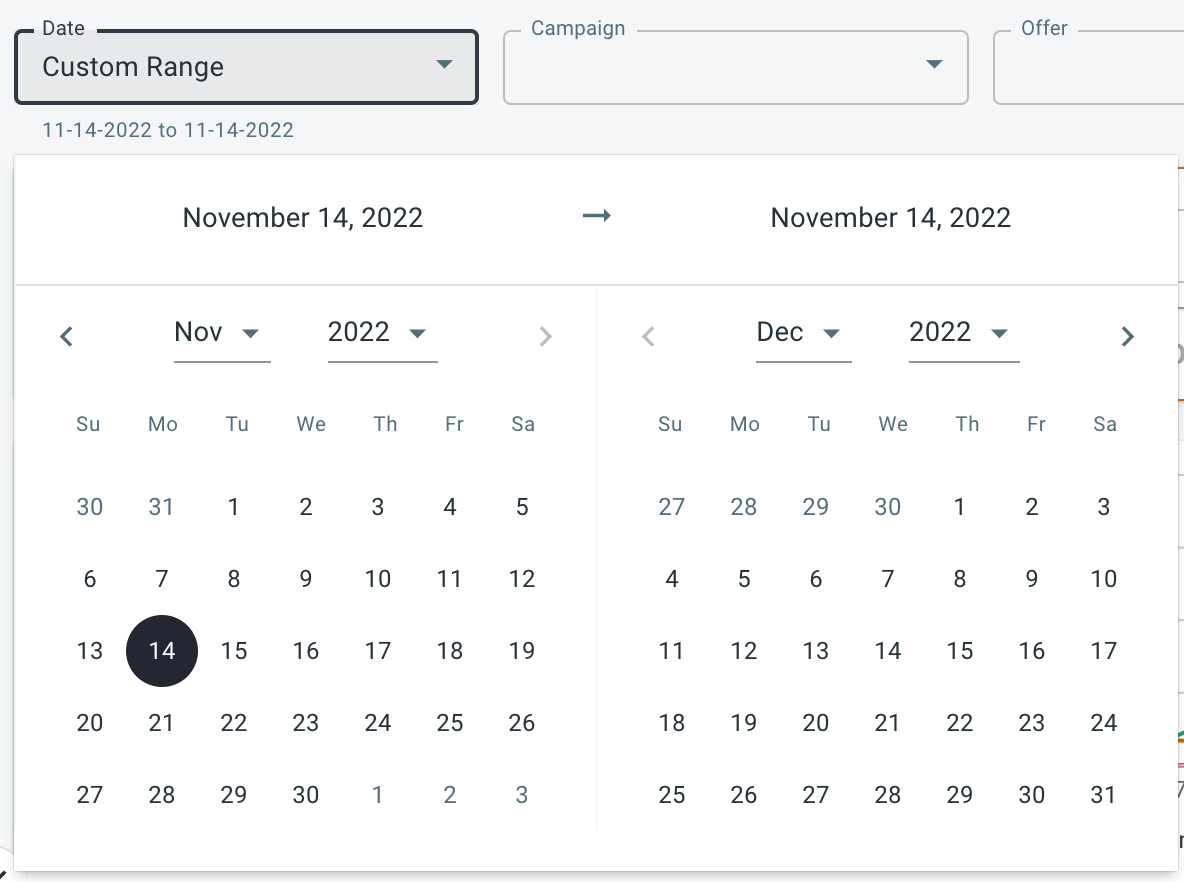 Date
Campaign
Offer
Custom Range
11-14-2022 to 11-14-2022
November 14, 2022 → November 14, 2022
Nov 2022
Su Mo Tu We Th Fr Sa
30 31 1 2 3 4 5
6 7 8 9 10 11 12
13 14 15 16 17 18 19
20 21 22 23 24 25 26
27 28 29 30 1 2 3
Dec 2022
Su Mo Tu We Th Fr Sa
27 28 29 30 1 2 3
4 5 6 7 8 9 10
11 12 13 14 15 16 17
18 19 20 21 22 23 24
25 26 27 28 29 30 31